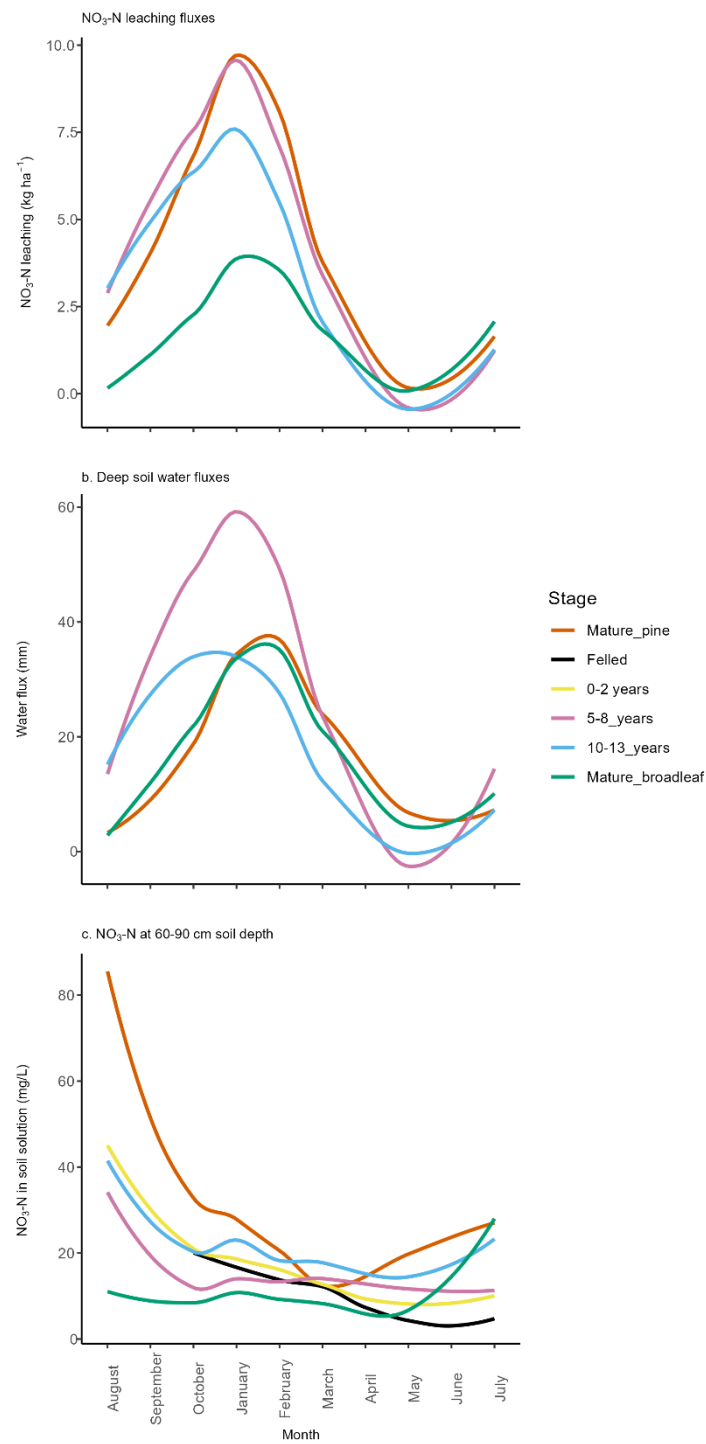 NO₃-N leaching fluxes
10.0
7.5
5.0
2.5
0.0
NO₃-N leaching (kg ha⁻¹)
b. Deep soil water fluxes
60
40
20
0
Water flux (mm)
Stage
Mature_pine
Felled
0-2 years
5-8_years
10-13_years
Mature_broadleaf
c. NO₃-N at 60-90 cm soil depth
80
60
40
20
0
NO₃-N in soil solution (mg/L)
August
September
October
January
February
March
April
May
June
July
Month